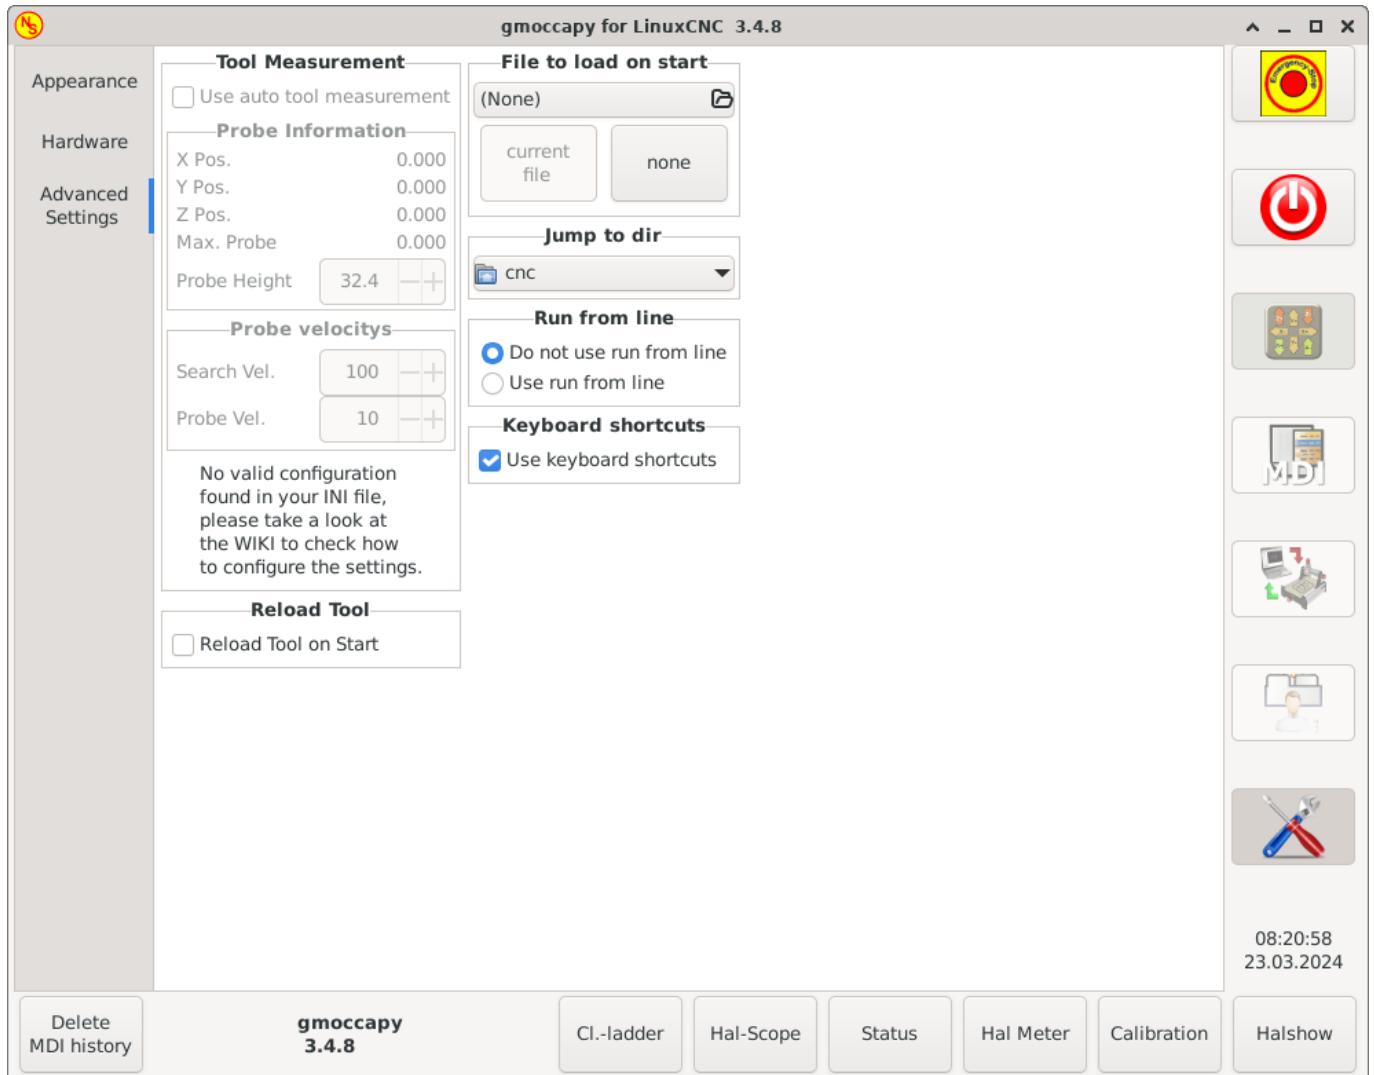 NS
gmoccapy for LinuxCNC 3.4.8
Appearance
Hardware
Advanced
Settings
Tool Measurement
Use auto tool measurement
Probe Information
X Pos. 0.000
Y Pos. 0.000
Z Pos. 0.000
Max. Probe 0.000
Probe Height 32.4
Probe velocitys
Search Vel. 100
Probe Vel. 10
No valid configuration
found in your INI file,
please take a look at
the WIKI to check how
to configure the settings.
Reload Tool
Reload Tool on Start
File to load on start
(None)
current
file
none
Jump to dir
cnc
Run from line
Do not use run from line
Use run from line
Keyboard shortcuts
Use keyboard shortcuts
Emergency-Stop
MDI
08:20:58
23.03.2024
Delete
MDI history
gmoccapy
3.4.8
Cl.-ladder
Hal-Scope
Status
Hal Meter
Calibration
Halshow